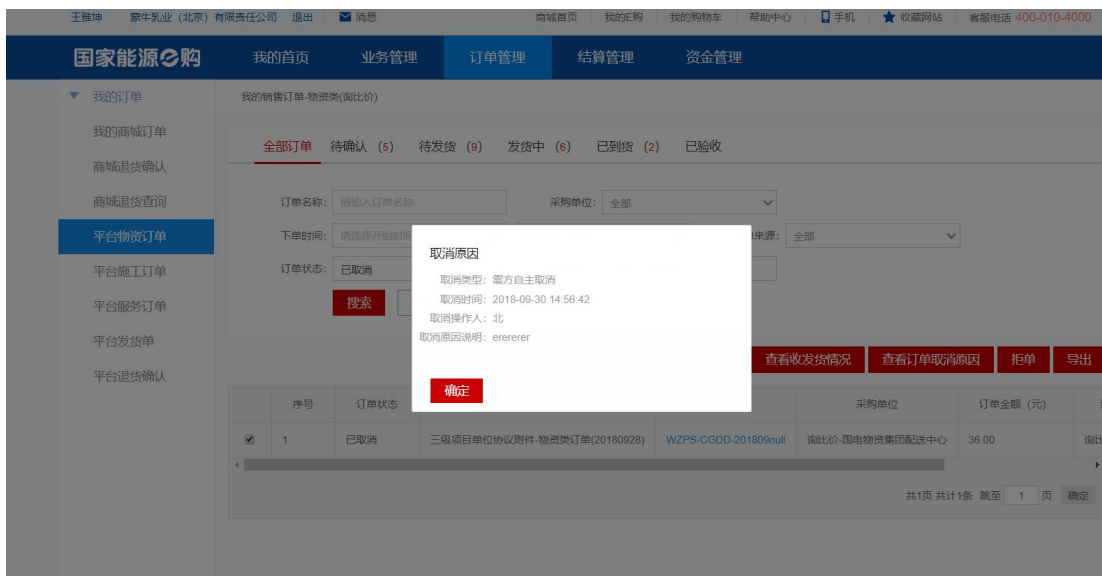 王雅坤 蒙牛乳业 (北京) 有限责任公司 退出 消息 商城首页 我的E购 我的购物车 帮助中心 手机 收藏网站 客服电话 400-010-4000
国家能源e购 我的首页 业务管理 订单管理 结算管理 资金管理
我的订单 我的销售订单-物资类(询比价)
我的商城订单
全部订单 待确认 (5) 待发货 (9) 发货中 (6) 已到货 (2) 已验收
商城退货确认
商城退货查询 订单名称: 请输入订单名称 采购单位: 全部
平台物资订单 下单时间: 请选择开始时间 来源: 全部
取消原因
平台施工订单 订单状态: 已取消
取消类型: 需方自主取消
取消时间: 2018-09-30 14:56:42
平台服务订单 搜索
取消操作人: 北
取消原因说明: erererer
平台发货单
查看收发货情况 查看订单取消原因 拒单 导出
平台退货确认
确定
序号 订单状态 采购单位 订单金额 (元)
1 已取消 三级项目单位协议附件-物资类订单(20180928) WZPS-CGDD-201809null 询比价-国电物资集团配送中心 36.00
共1页 共计1条 跳至 1 页 确定